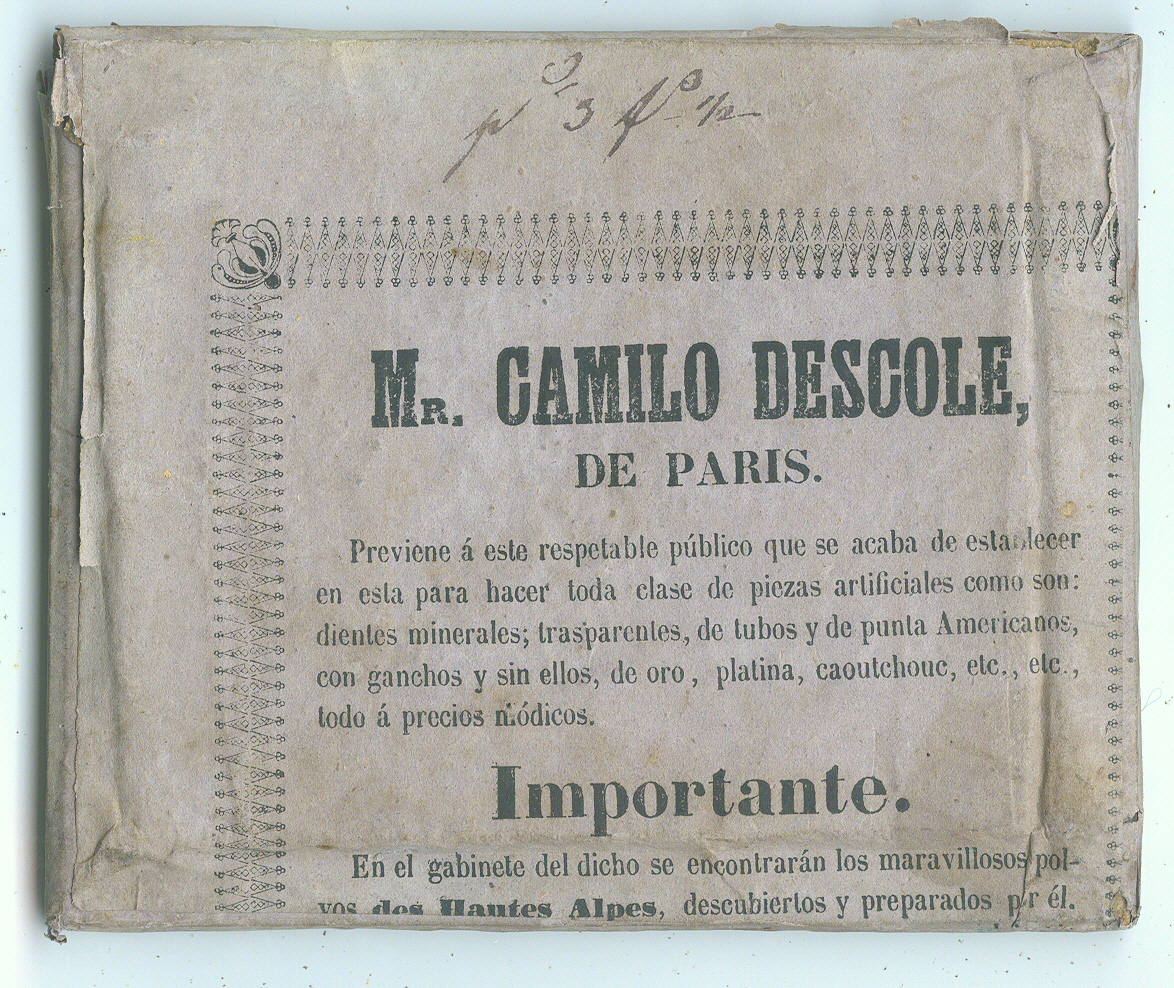 3
1/2
MR. CAMILO DESCOLE,
DE PARIS.
Previene á este respetable público que se acaba de establecer
en esta para hacer toda clase de piezas artificiales como son:
dientes minerales; trasparentes, de tubos y de punta Americanos,
con ganchos y sin ellos, de oro, platina, caoutchouc, etc., etc.,
todo á precios módicos.
Importante.
En el gabinete del dicho se encontrarán los maravillosos pol-
vos des Hautes Alpes, descubiertos y preparados por él.